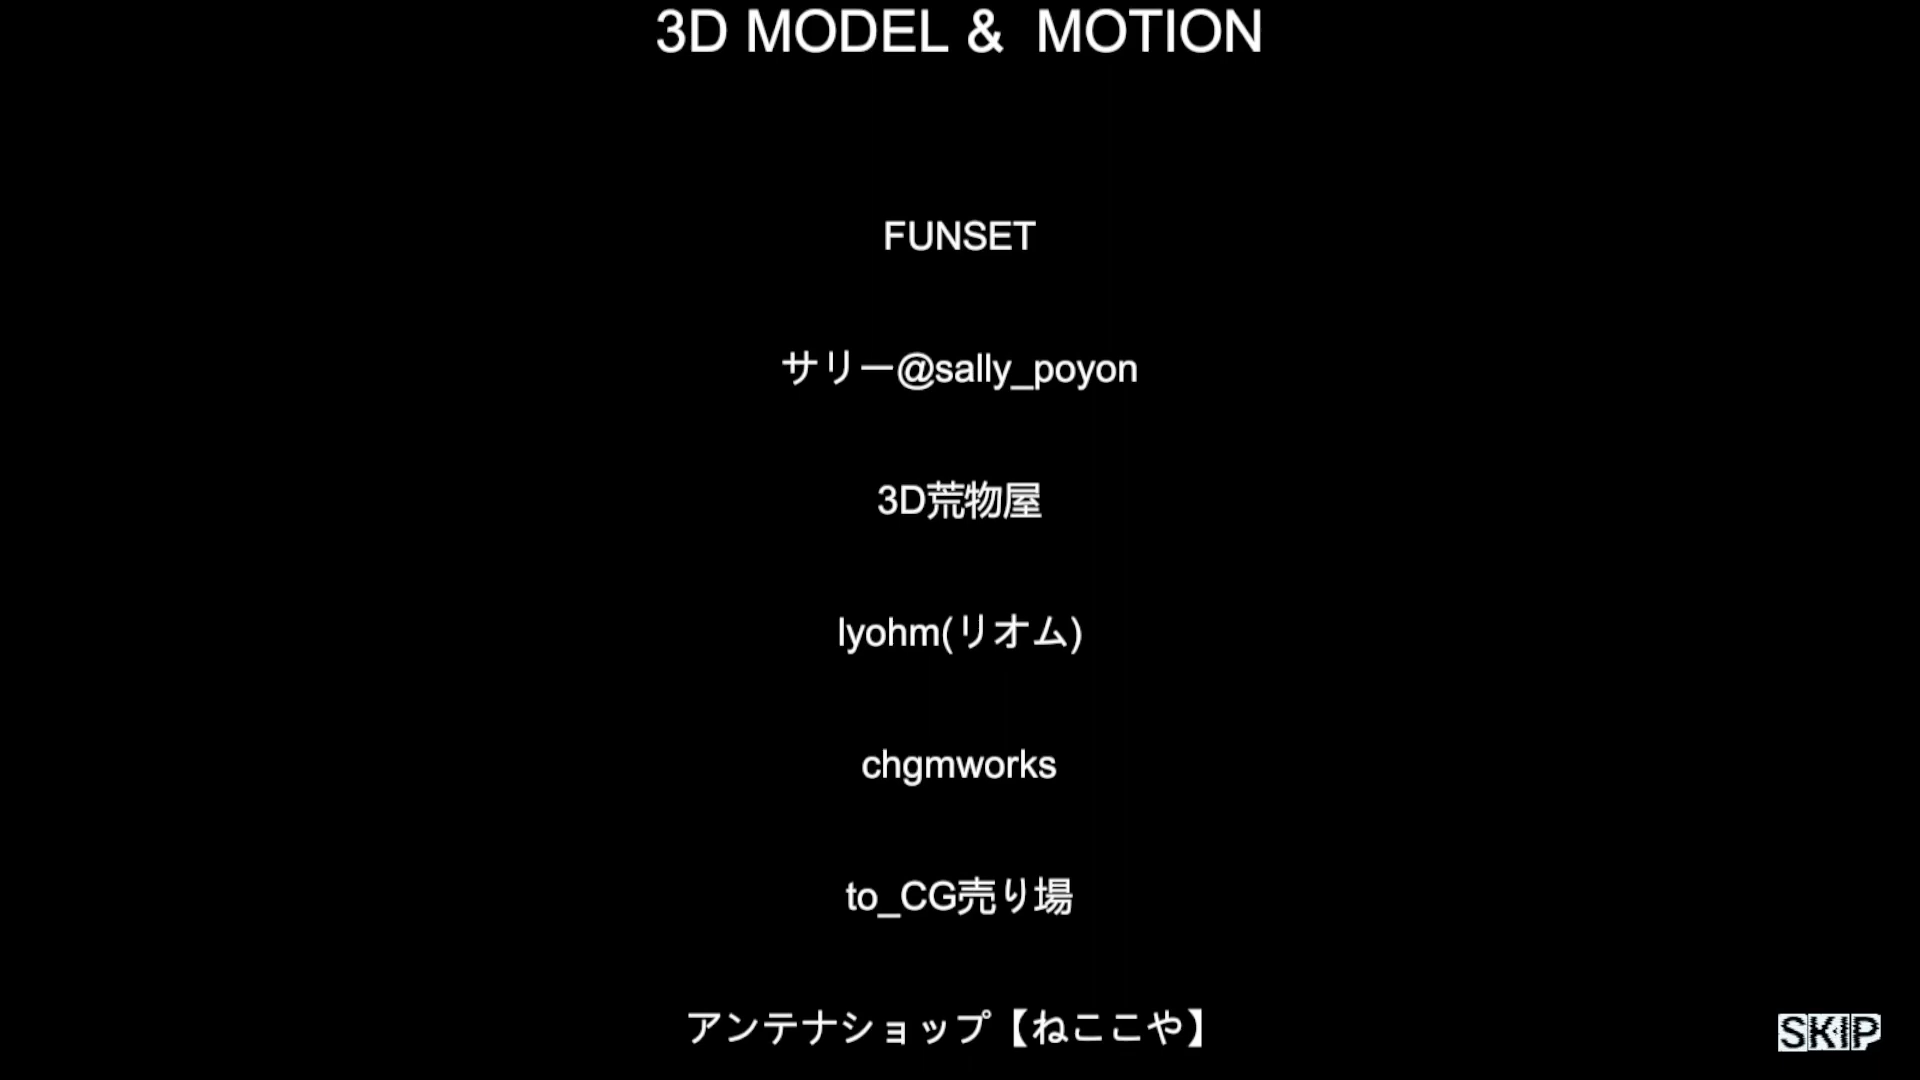 3D MODEL &  MOTION
FUNSET
サリー@sally_poyon
3D荒物屋
lyohm(リオム)
chgmworks
to_CG売り場
アンテナショップ【ねここや】
SKIP